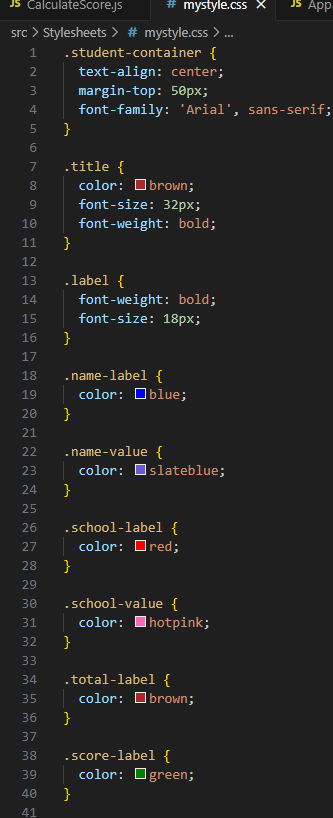 CalculateScore.js
mystyle.css
App.
src > Stylesheets > mystyle.css > ...
1 .student-container {
2 text-align: center;
3 margin-top: 50px;
4 font-family: 'Arial', sans-serif;
5 }
6
7 .title {
8 color: brown;
9 font-size: 32px;
10 font-weight: bold;
11 }
12
13 .label {
14 font-weight: bold;
15 font-size: 18px;
16 }
17
18 .name-label {
19 color: blue;
20 }
21
22 .name-value {
23 color: slateblue;
24 }
25
26 .school-label {
27 color: red;
28 }
29
30 .school-value {
31 color: hotpink;
32 }
33
34 .total-label {
35 color: brown;
36 }
37
38 .score-label {
39 color: green;
40 }
41